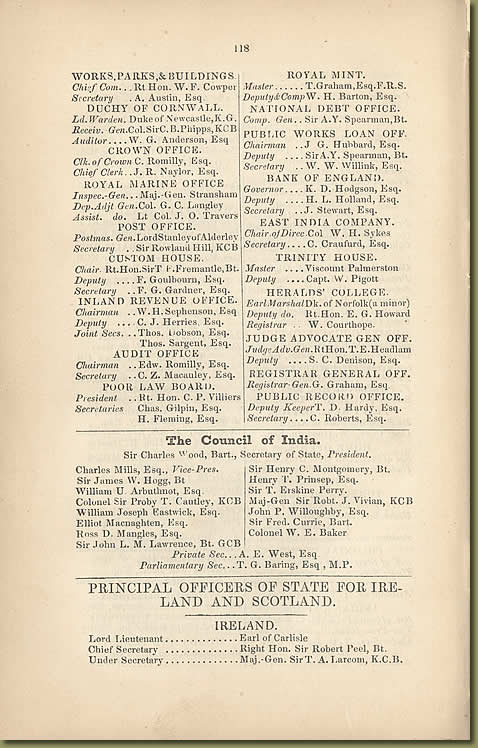 118
WORKS,PARKS,& BUILDINGS.
Chief Com...Rt Hon. W. F. Cowper
Secretary ..A. Austin, Esq
DUCHY OF CORNWALL.
Ld. Warden. Duke of Newcastle, K.G.
Receiv. Gen.Col.SirC.B.Phipps,KCB
Auditor....W. G. Anderson, Esq
CROWN OFFICE.
Clk. of Crown C. Romilly, Esq.
Chief Clerk..J. R. Naylor, Esq.
ROYAL MARINE OFFICE
Inspec.-Gen...Maj.-Gen. Stransham
Dep.Adjt Gen.Col. G. C. Langley
Assist. do. Lt Col J. O. Travers
POST OFFICE.
Postmas. Gen.LordStanleyofAlderley
Secretary ..Sir Rowland Hill, KCB
CUSTOM HOUSE.
Chair. Rt.Hon.SirT F.Fremantle,Bt.
Deputy ....F. Goulbourn, Esq.
Secretary ..F. G. Gardner, Esq.
INLAND REVENUE OFFICE.
Chairman ..W.H.Sephenson, Esq
Deputy ....C. J. Herries, Esq.
Joint Secs...Thos. Dobson, Esq.
Thos. Sargent, Esq.
AUDIT OFFICE
Chairman ..Edw. Romilly, Esq.
Secretary ..C. Z. Macauley, Esq.
POOR LAW BOARD.
President ..Rt. Hon. C. P. Villiers
Secretaries Chas. Gilpin, Esq.
H. Fleming, Esq.
ROYAL MINT.
Master......T.Graham,Esq.F.R.S.
Deputy&Comp W. H. Barton, Esq.
NATIONAL DEBT OFFICE.
Comp. Gen.. Sir A.Y. Spearman,Bt.
PUBLIC WORKS LOAN OFF.
Chairman ..J G. Hubbard, Esq.
Deputy ....SirA.Y. Spearman, Bt.
Secretary ..W. W. Willink, Esq.
BANK OF ENGLAND.
Governor....K. D. Hodgson, Esq.
Deputy ....H. L. Holland, Esq.
Secretary ..J. Stewart, Esq.
EAST INDIA COMPANY.
Chair.of Direc.Col W. H. Sykes
Secretary....C. Craufurd, Esq.
TRINITY HOUSE.
Master ....Viscount Palmerston
Deputy ....Capt. W. Pigott
HERALDS' COLLEGE.
Earl Marshal Dk. of Norfolk(a minor)
Deputy do. Rt.Hon. E. G. Howard
Registrar .. W. Courthope.
JUDGE ADVOCATE GEN OFF.
JudgeAdv.Gen.RtHon.T.E.Headlam
Deputy ....S. C. Denison, Esq.
REGISTRAR GENERAL OFF.
Registrar-Gen.G. Graham, Esq.
PUBLIC RECORD OFFICE.
Deputy Keeper T. D. Hardy, Esq.
Secretary....C. Roberts, Esq.
The Council of India.
Sir Charles Wood, Bart., Secretary of State, President.
Charles Mills, Esq., Vice-Pres.
Sir James W. Hogg, Bt
William U Arbuthnot, Esq
Colonel Sir Proby T. Cautley, KCB
William Joseph Eastwick, Esq.
Elliot Macnaghten, Esq.
Ross D. Mangles, Esq.
Sir John L. M. Lawrence, Bt. GCB
Sir Henry C. Montgomery, Bt.
Henry T. Prinsep, Esq.
Sir T. Erskine Perry.
Maj-Gen Sir Robt. J. Vivian, KCB
John P. Willoughby, Esq.
Sir Fred. Currie, Bart.
Colonel W. E. Baker
Private Sec...A. E. West, Esq
Parliamentary Sec...T. G. Baring, Esq , M.P.
PRINCIPAL OFFICERS OF STATE FOR IRE-
LAND AND SCOTLAND.
IRELAND.
Lord Lieutenant.............Earl of Carlisle
Chief Secretary .............Right Hon. Sir Robert Peel, Bt.
Under Secretary.............Maj.-Gen. Sir T. A. Larcom, K.C.B.